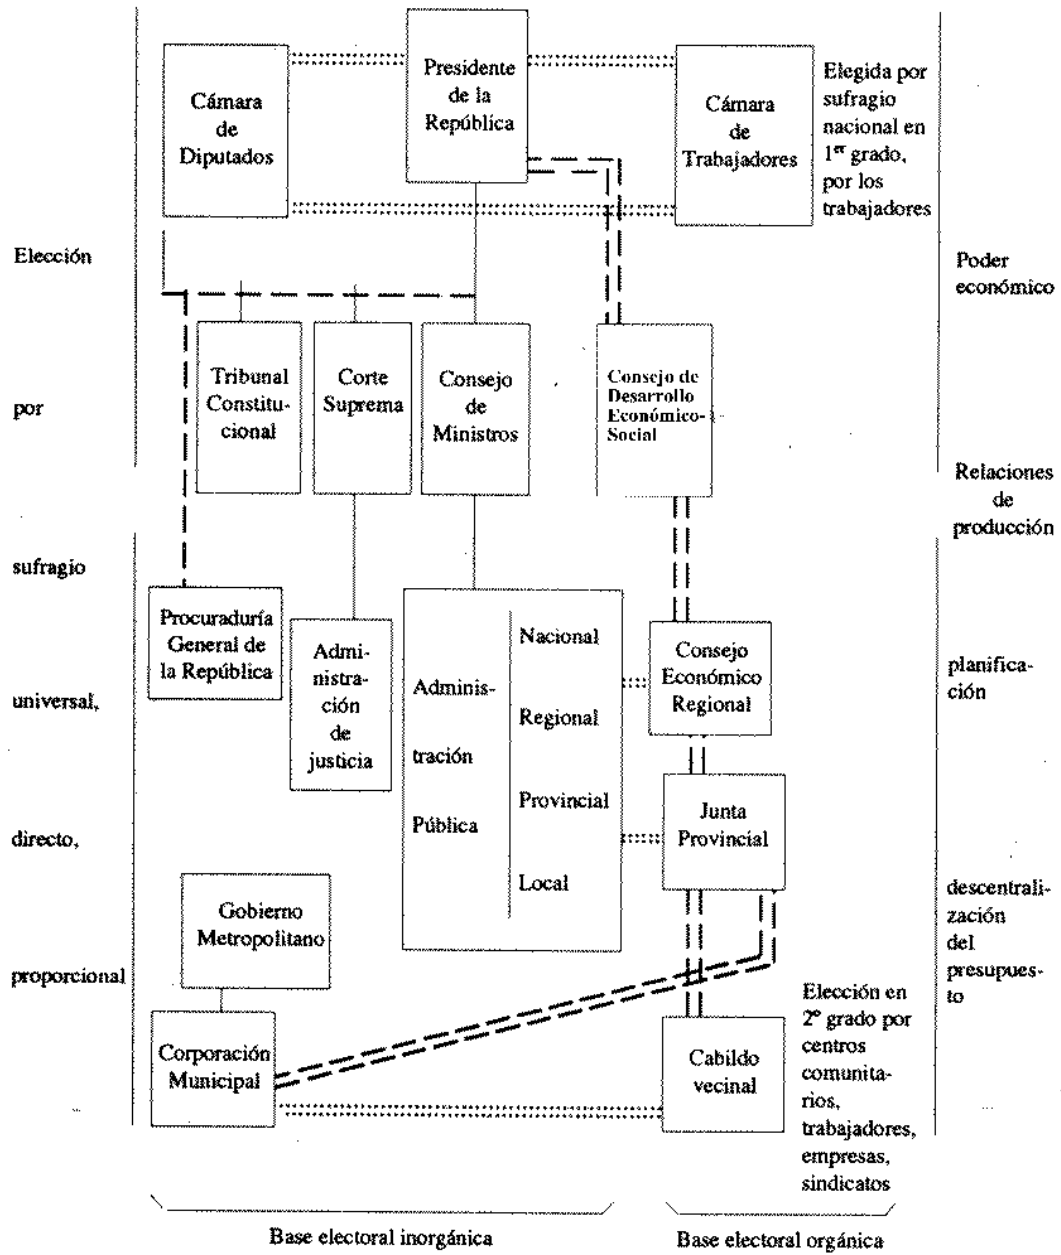 Presidente
de la
República
Cámara
de
Diputados
Cámara
de
Trabajadores
Elegida por
sufragio
nacional en
1er grado,
por los
trabajadores
Elección
por
sufragio
universal,
directo,
proporcional
Poder
económico
Relaciones
de
producción
planifica-
ción
descentrali-
zación
del
presupues-
to
Tribunal
Constitu-
cional
Corte
Suprema
Consejo
de
Ministros
Consejo de
Desarrollo
Económico-
Social
Procuraduría
General de
la República
Admi-
nistra-
ción
de
justicia
Adminis-
tración
Pública
Nacional
Regional
Provincial
Local
Consejo
Económico
Regional
Junta
Provincial
Gobierno
Metropolitano
Corporación
Municipal
Cabildo
vecinal
Elección en
2º grado por
centros
comunita-
rios,
trabajadores,
empresas,
sindicatos
Base electoral inorgánica
Base electoral orgánica